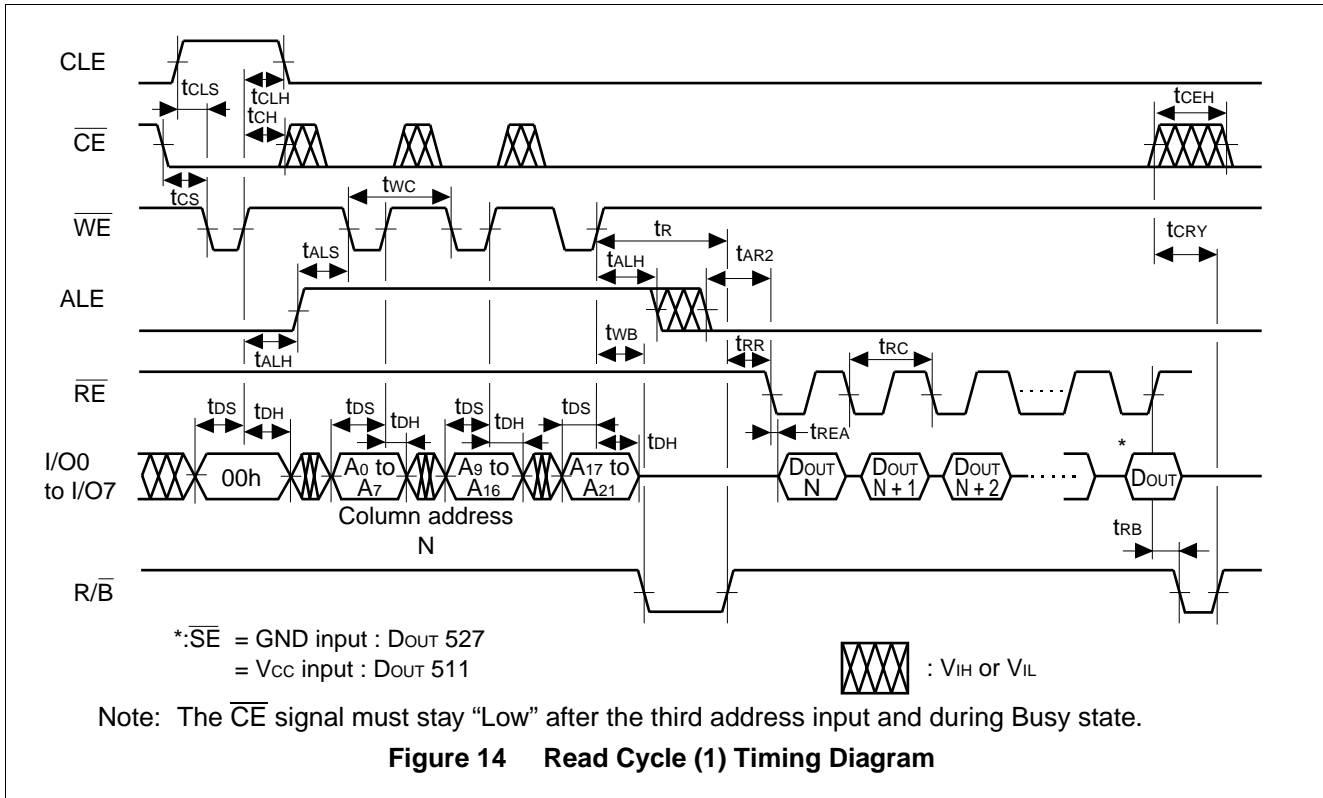 CLE
tCLS
tCLH
tCH
tCEH
CE
tCS
tWC
WE
tR
tCRY
tALS
tALH
tAR2
ALE
tWB
tALH
tRR
tRC
RE
tDS
tDH
tDS
tDH
tDS
tDH
tDS
tDH
tREA
*
I/O0
to I/O7
00h
A0 to
A7
A9 to
A16
A17 to
A21
DOUT
N
DOUT
N + 1
DOUT
N + 2
DOUT
Column address
N
tRB
R/B
*:SE = GND input : DOUT 527
= VCC input : DOUT 511
: VIH or VIL
Note: The CE signal must stay “Low” after the third address input and during Busy state.
Figure 14 Read Cycle (1) Timing Diagram